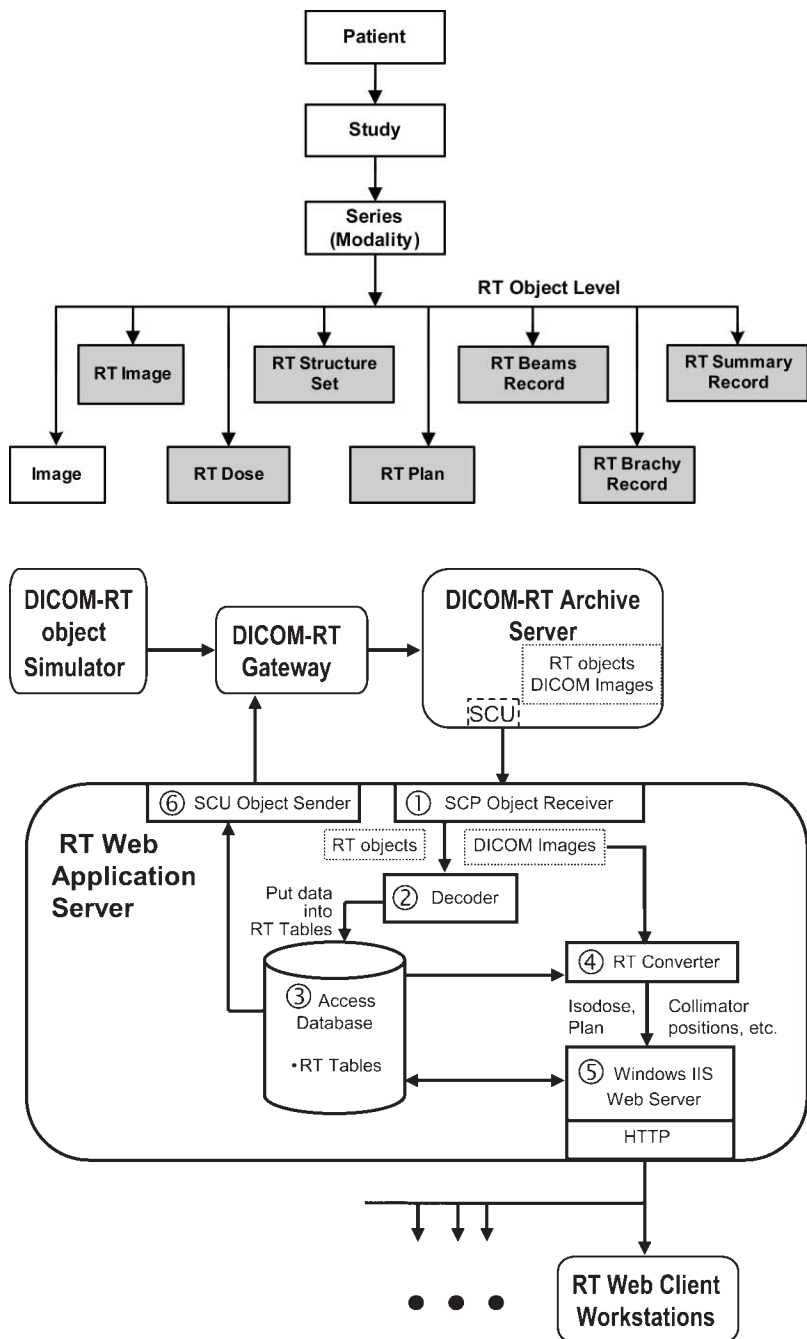 Patient
Study
Series
(Modality)
RT Object Level
RT Image
RT Structure
Set
RT Beams
Record
RT Summary
Record
Image
RT Dose
RT Plan
RT Brachy
Record
DICOM-RT
object
Simulator
DICOM-RT
Gateway
DICOM-RT Archive
Server
RT objects
DICOM Images
SCU
⑥ SCU Object Sender
① SCP Object Receiver
RT Web
Application
Server
RT objects
DICOM Images
Put data
into
RT Tables
② Decoder
③ Access
Database
•RT Tables
④ RT Converter
Isodose,
Plan
Collimator
positions, etc.
⑤ Windows IIS
Web Server
HTTP
RT Web Client
Workstations